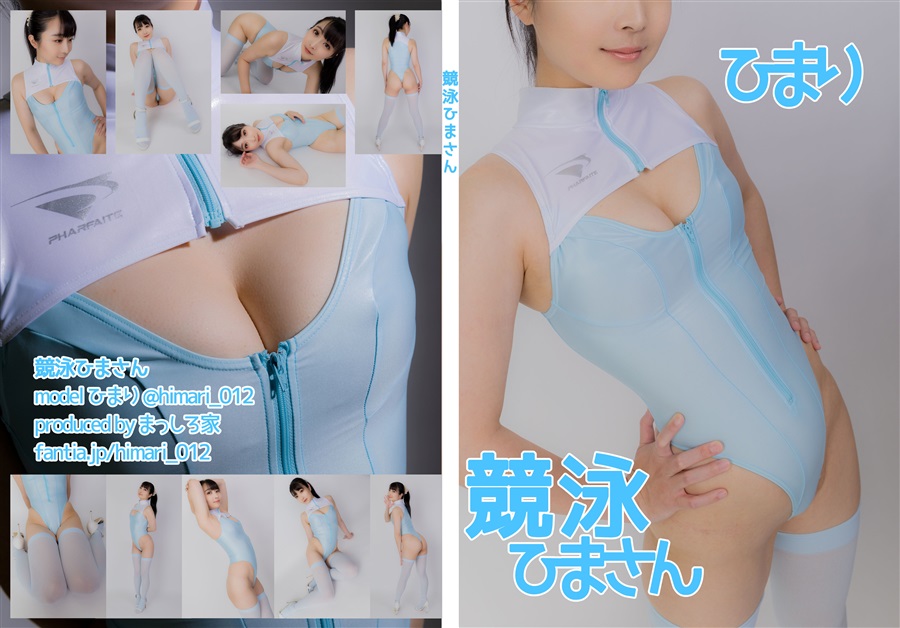 競泳ひまさん
PHARFAITE
競泳ひまさん
model ひまり @himari_012
produced by まっしろ家
fantia.jp/himari_012
ひまり
PHARFAITE
競泳
ひまさん